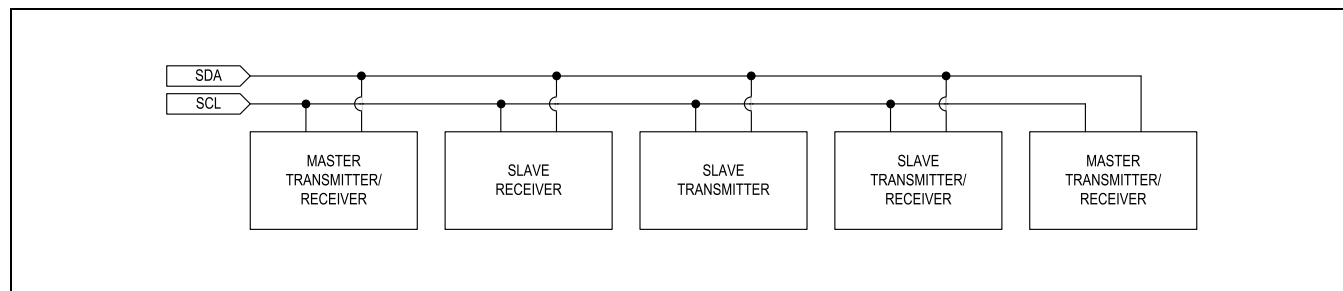 SDA
SCL
MASTER
TRANSMITTER/
RECEIVER
SLAVE
RECEIVER
SLAVE
TRANSMITTER
SLAVE
TRANSMITTER/
RECEIVER
MASTER
TRANSMITTER/
RECEIVER